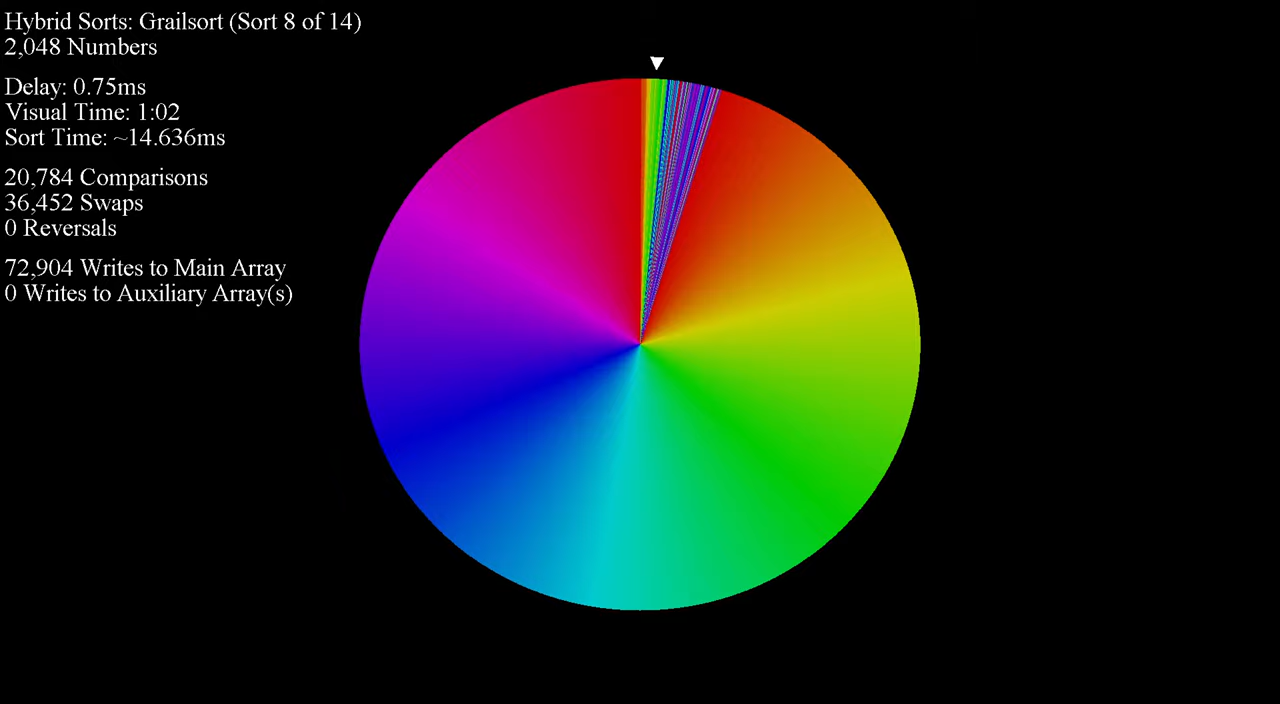 Hybrid Sorts: Grailsort (Sort 8 of 14)
2,048 Numbers
Delay: 0.75ms
Visual Time: 1:02
Sort Time: ~14.636ms
20,784 Comparisons
36,452 Swaps
0 Reversals
72,904 Writes to Main Array
0 Writes to Auxiliary Array(s)